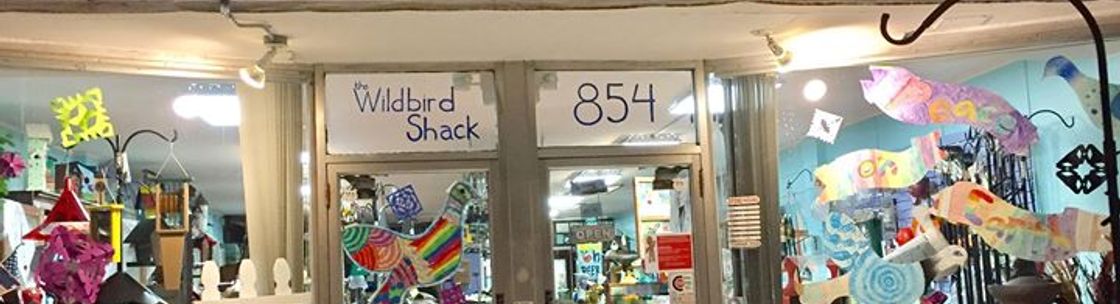 the
Wildbird
Shack
854
OPEN